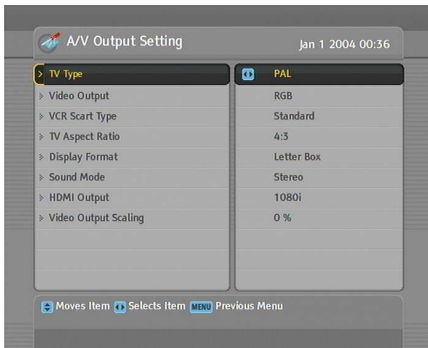 A/V Output Setting Jan 1 2004 00:36
TV Type PAL
Video Output RGB
VCR Scart Type Standard
TV Aspect Ratio 4:3
Display Format Letter Box
Sound Mode Stereo
HDMI Output 1080i
Video Output Scaling 0 %
Moves Item Selects Item MENU Previous Menu